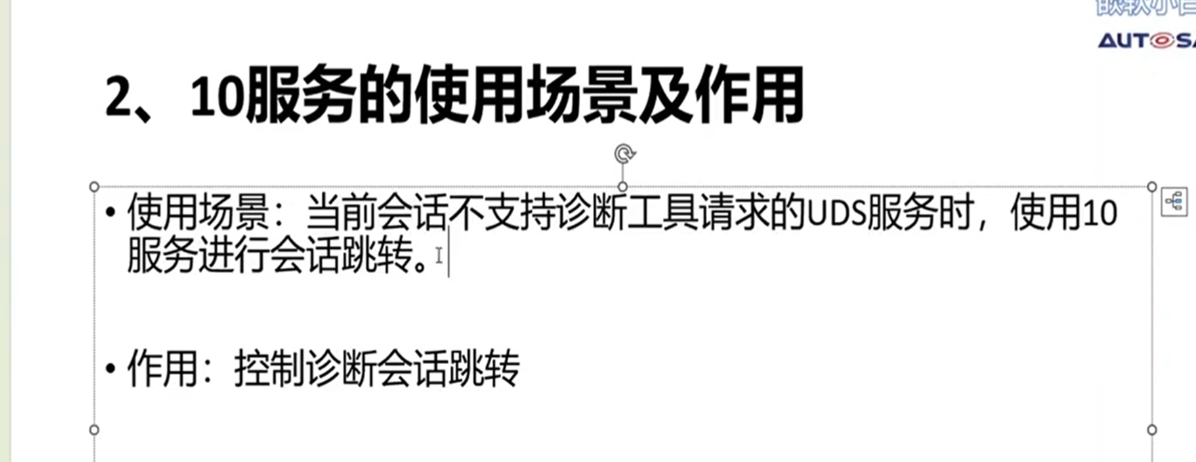 AUTOSA
2、10服务的使用场景及作用
• 使用场景：当前会话不支持诊断工具请求的UDS服务时，使用10
服务进行会话跳转。
• 作用：控制诊断会话跳转